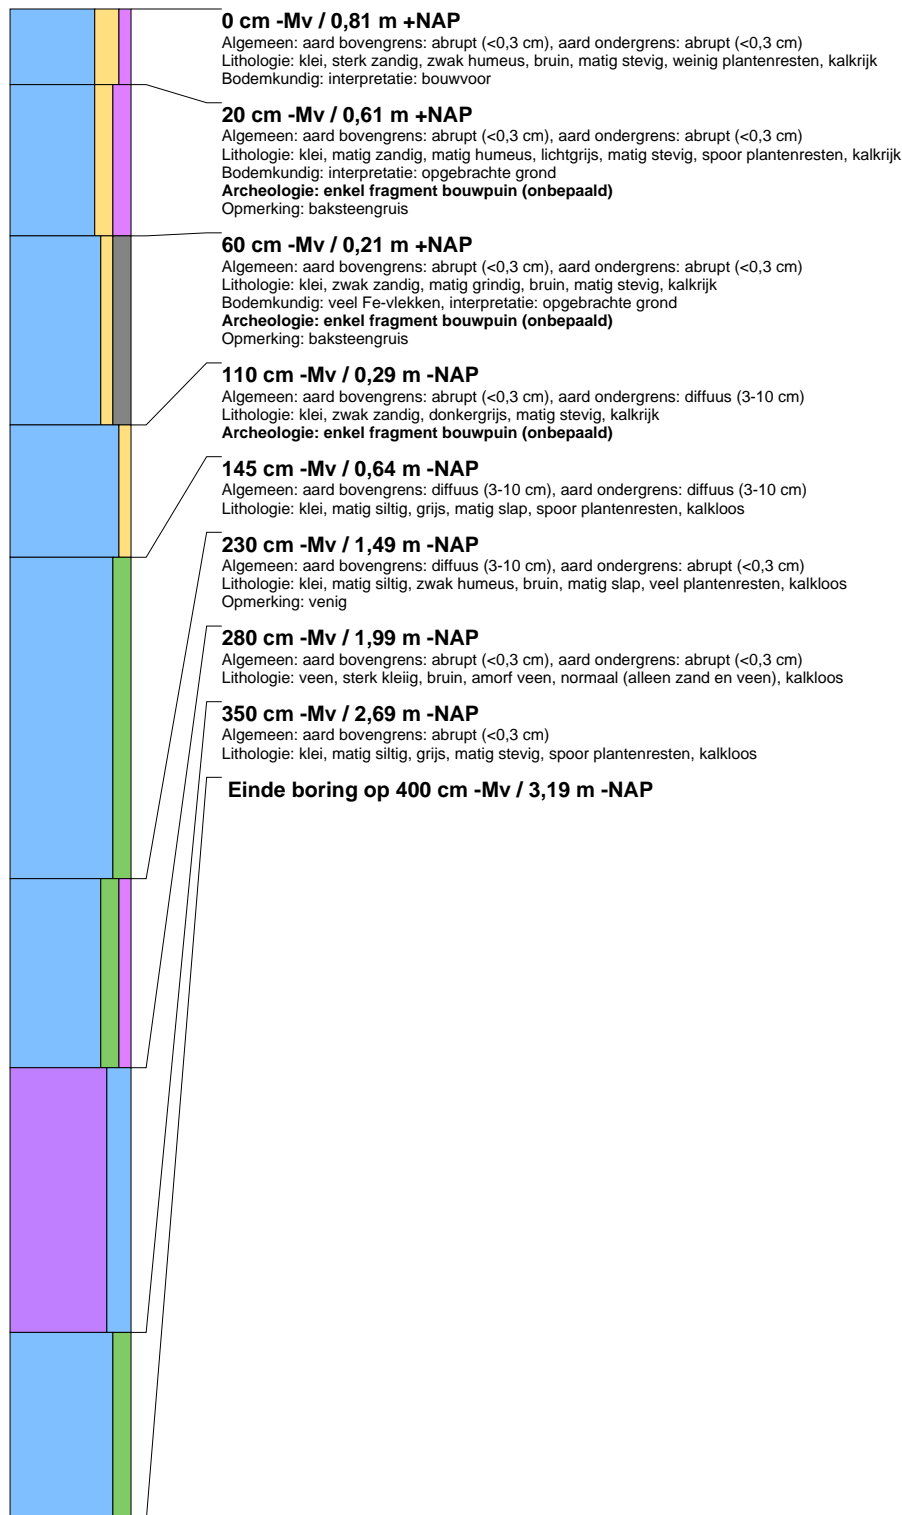 0 cm -Mv / 0,81 m +NAP
Algemeen: aard bovengrens: abrupt (<0,3 cm), aard ondergrens: abrupt (<0,3 cm)
Lithologie: klei, sterk zandig, zwak humeus, bruin, matig stevig, weinig plantenresten, kalkrijk
Bodemkundig: interpretatie: bouwvoor
20 cm -Mv / 0,61 m +NAP
Algemeen: aard bovengrens: abrupt (<0,3 cm), aard ondergrens: abrupt (<0,3 cm)
Lithologie: klei, matig zandig, matig humeus, lichtgrijs, matig stevig, spoor plantenresten, kalkrijk
Bodemkundig: interpretatie: opgebrachte grond
Archeologie: enkel fragment bouwpuin (onbepaald)
Opmerking: baksteengruis
60 cm -Mv / 0,21 m +NAP
Algemeen: aard bovengrens: abrupt (<0,3 cm), aard ondergrens: abrupt (<0,3 cm)
Lithologie: klei, zwak zandig, matig grindig, bruin, matig stevig, kalkrijk
Bodemkundig: veel Fe-vlekken, interpretatie: opgebrachte grond
Archeologie: enkel fragment bouwpuin (onbepaald)
Opmerking: baksteengruis
110 cm -Mv / 0,29 m -NAP
Algemeen: aard bovengrens: abrupt (<0,3 cm), aard ondergrens: diffuus (3-10 cm)
Lithologie: klei, zwak zandig, donkergrijs, matig stevig, kalkrijk
Archeologie: enkel fragment bouwpuin (onbepaald)
145 cm -Mv / 0,64 m -NAP
Algemeen: aard bovengrens: diffuus (3-10 cm), aard ondergrens: diffuus (3-10 cm)
Lithologie: klei, matig siltig, grijs, matig slap, spoor plantenresten, kalkloos
230 cm -Mv / 1,49 m -NAP
Algemeen: aard bovengrens: diffuus (3-10 cm), aard ondergrens: abrupt (<0,3 cm)
Lithologie: klei, matig siltig, zwak humeus, bruin, matig slap, veel plantenresten, kalkloos
Opmerking: venig
280 cm -Mv / 1,99 m -NAP
Algemeen: aard bovengrens: abrupt (<0,3 cm), aard ondergrens: abrupt (<0,3 cm)
Lithologie: veen, sterk kleiig, bruin, amorf veen, normaal (alleen zand en veen), kalkloos
350 cm -Mv / 2,69 m -NAP
Algemeen: aard bovengrens: abrupt (<0,3 cm)
Lithologie: klei, matig siltig, grijs, matig stevig, spoor plantenresten, kalkloos
Einde boring op 400 cm -Mv / 3,19 m -NAP